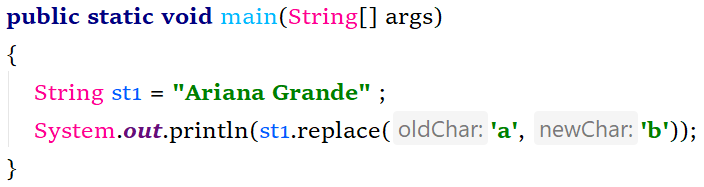 public static void main(String[] args)
{
String st1 = "Ariana Grande" ;
System.out.println(st1.replace( oldChar: 'a', newChar: 'b'));
}